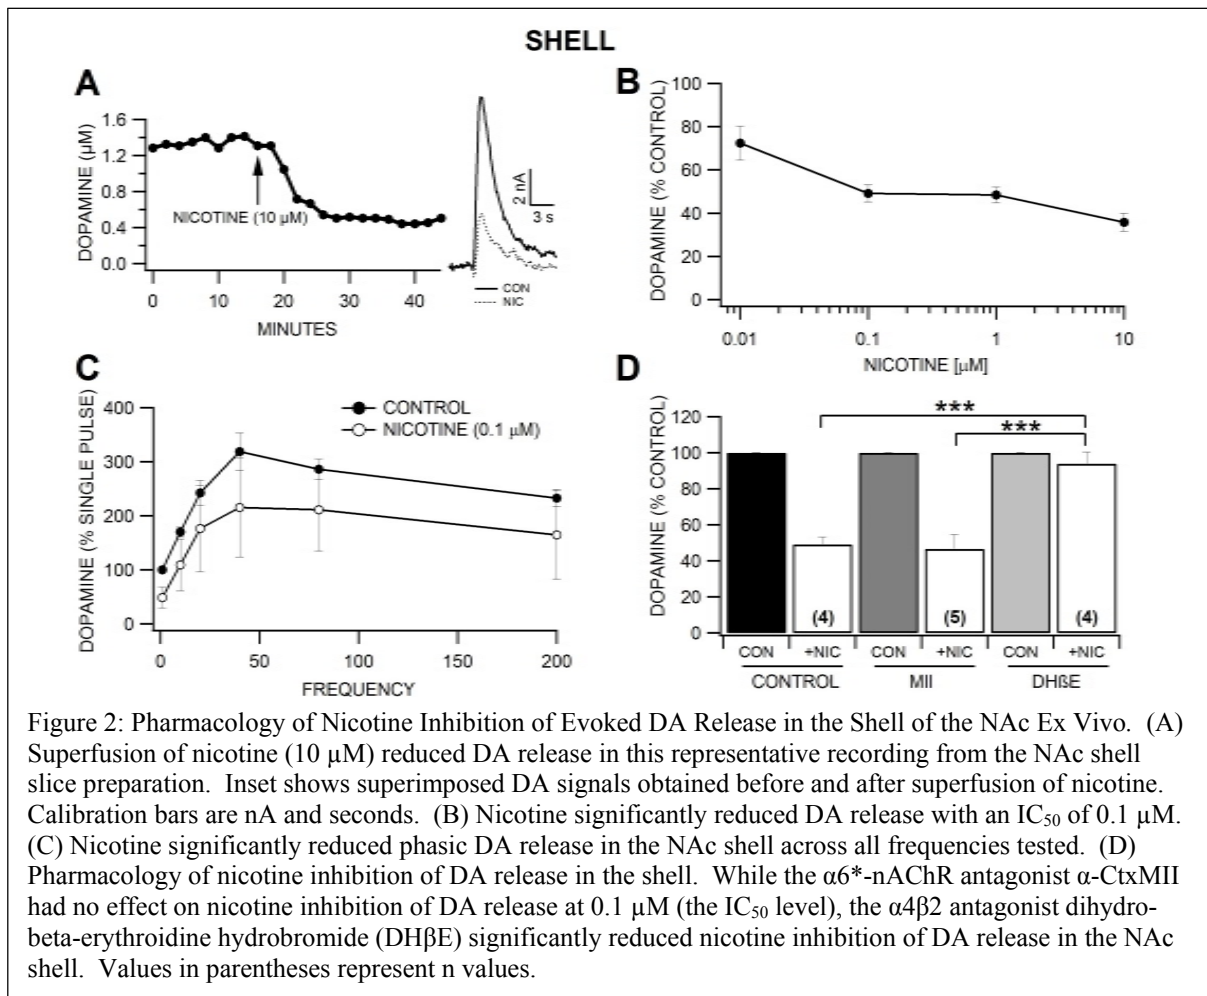 SHELL
A
DOPAMINE (µM)
1.6
1.2
0.8
0.4
0.0
NICOTINE (10 µM)
0
10
20
30
40
MINUTES
2 nA
3 s
CON
NIC
B
DOPAMINE (% CONTROL)
100
80
60
40
20
0
0.01
0.1
1
10
NICOTINE [µM]
C
DOPAMINE (% SINGLE PULSE)
400
300
200
100
0
CONTROL
NICOTINE (0.1 µM)
0
50
100
150
200
FREQUENCY
D
DOPAMINE (% CONTROL)
120
100
80
60
40
20
0
***
***
(4)
(5)
(4)
CON +NIC CON +NIC CON +NIC
CONTROL MII DHßE
Figure 2: Pharmacology of Nicotine Inhibition of Evoked DA Release in the Shell of the NAc Ex Vivo. (A)
Superfusion of nicotine (10 µM) reduced DA release in this representative recording from the NAc shell
slice preparation. Inset shows superimposed DA signals obtained before and after superfusion of nicotine.
Calibration bars are nA and seconds. (B) Nicotine significantly reduced DA release with an IC50 of 0.1 µM.
(C) Nicotine significantly reduced phasic DA release in the NAc shell across all frequencies tested. (D)
Pharmacology of nicotine inhibition of DA release in the shell. While the α6*-nAChR antagonist α-CtxMII
had no effect on nicotine inhibition of DA release at 0.1 µM (the IC50 level), the α4β2 antagonist dihydro-
beta-erythroidine hydrobromide (DHβE) significantly reduced nicotine inhibition of DA release in the NAc
shell. Values in parentheses represent n values.